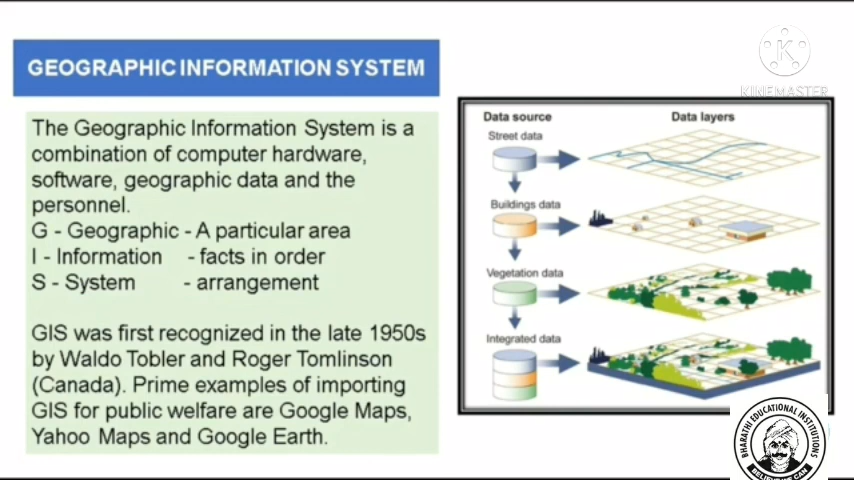 GEOGRAPHIC INFORMATION SYSTEM
The Geographic Information System is a
combination of computer hardware,
software, geographic data and the
personnel.
G - Geographic - A particular area
I - Information - facts in order
S - System - arrangement
GIS was first recognized in the late 1950s
by Waldo Tobler and Roger Tomlinson
(Canada). Prime examples of importing
GIS for public welfare are Google Maps,
Yahoo Maps and Google Earth.
K
KINEMASTER
Data source Data layers
Street data
Buildings data
Vegetation data
Integrated data
BHARATHI EDUCATIONAL INSTITUTIONS